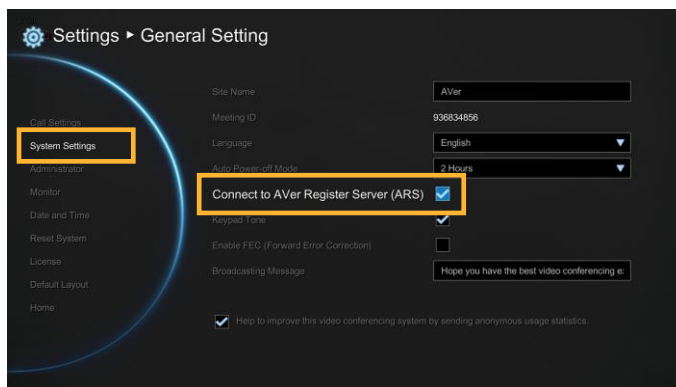 Settings ▸ General Setting
Site Name AVer
Call Settings
Meeting ID 936834856
System Settings
Language English
Administrator
Auto Power-off Mode 2 Hours
Monitor
Connect to AVer Register Server (ARS)
Date and Time
Keypad Tone
Reset System
Enable FEC (Forward Error Correction)
License
Broadcasting Message Hope you have the best video conferencing e
Default Layout
Home
Help to improve this video conferencing system by sending anonymous usage statistics.